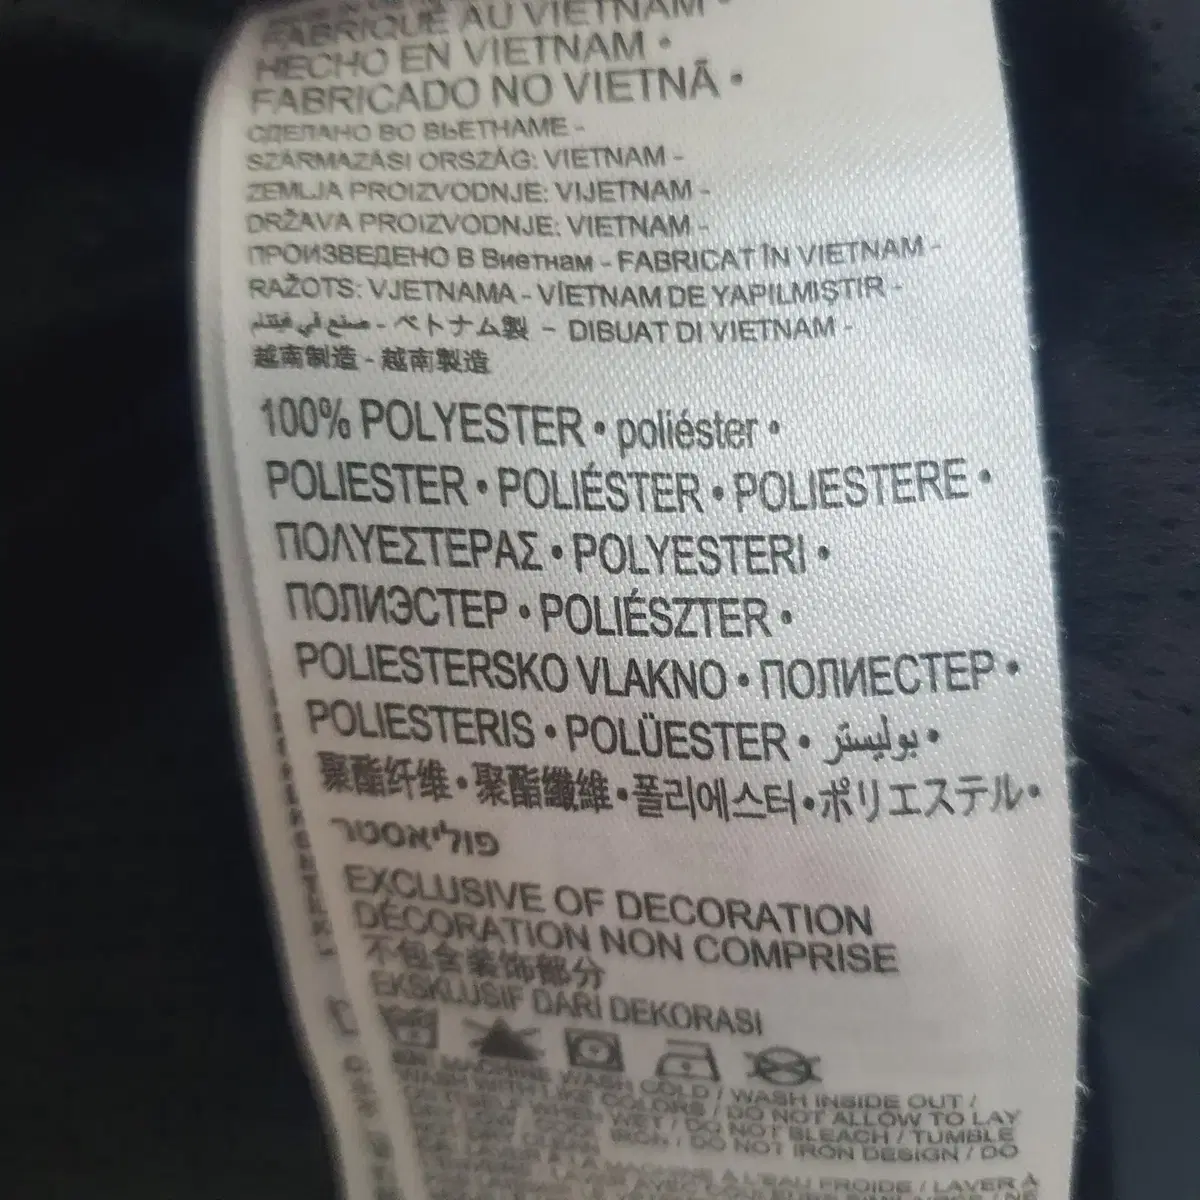 FABRIQUÉ AU VIETNAM •
HECHO EN VIETNAM •
FABRICADO NO VIETNÃ •
СДЕЛАНО ВО ВЬЕТНАМЕ -
SZÁRMAZÁSI ORSZÁG: VIETNAM -
ZEMLJA PROIZVODNJE: VIJETNAM -
DRŽAVA PROIZVODNJE: VIETNAM -
ПРОИЗВЕДЕНО В Виетнам - FABRICAT ÎN VIETNAM -
RAŽOTS: VJETNAMA - VİETNAM DE YAPILMIŞTIR -
صنع في فيتنام - ベトナム製 - DIBUAT DI VIETNAM -
越南制造 - 越南製造
100% POLYESTER • poliéster •
POLIESTER • POLIÉSTER • POLIESTERE •
ΠΟΛΥΕΣΤΕΡΑΣ • POLYESTERI •
ПОЛИЭСТЕР • POLIÉSZTER •
POLIESTERSKO VLAKNO • ПОЛИЕСТЕР •
POLIESTERIS • POLÜESTER • بوليستر •
聚酯纤维 • 聚酯纖維 • 폴리에스터 • ポリエステル •
פוליאסטר
EXCLUSIVE OF DECORATION
DÉCORATION NON COMPRISE
不包含装饰部分
EKSKLUSIF DARI DEKORASI
MACHINE WASH COLD / WASH INSIDE OUT /
WASH WITH LIKE COLORS / DO NOT ALLOW TO LAY
WHEN WET / DO NOT BLEACH / TUMBLE
IRON / DO NOT IRON DESIGN / DO
À LA MACHINE À L'EAU FROIDE / LAVER À